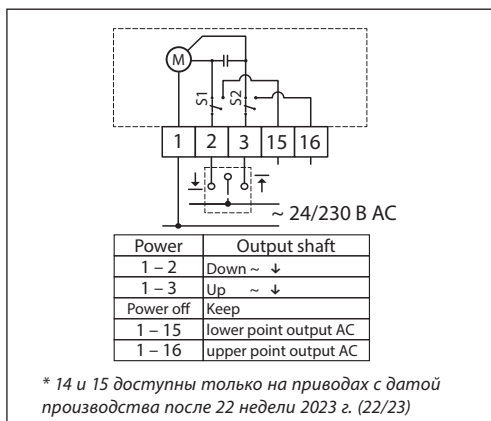 M
S1
S2
1 2 3 15 16
~ 24/230 В AC
Power Output shaft
1 – 2 Down ~ ↓
1 – 3 Up ~ ↓
Power off Keep
1 – 15 lower point output AC
1 – 16 upper point output AC
* 14 и 15 доступны только на приводах с датой
производства после 22 недели 2023 г. (22/23)